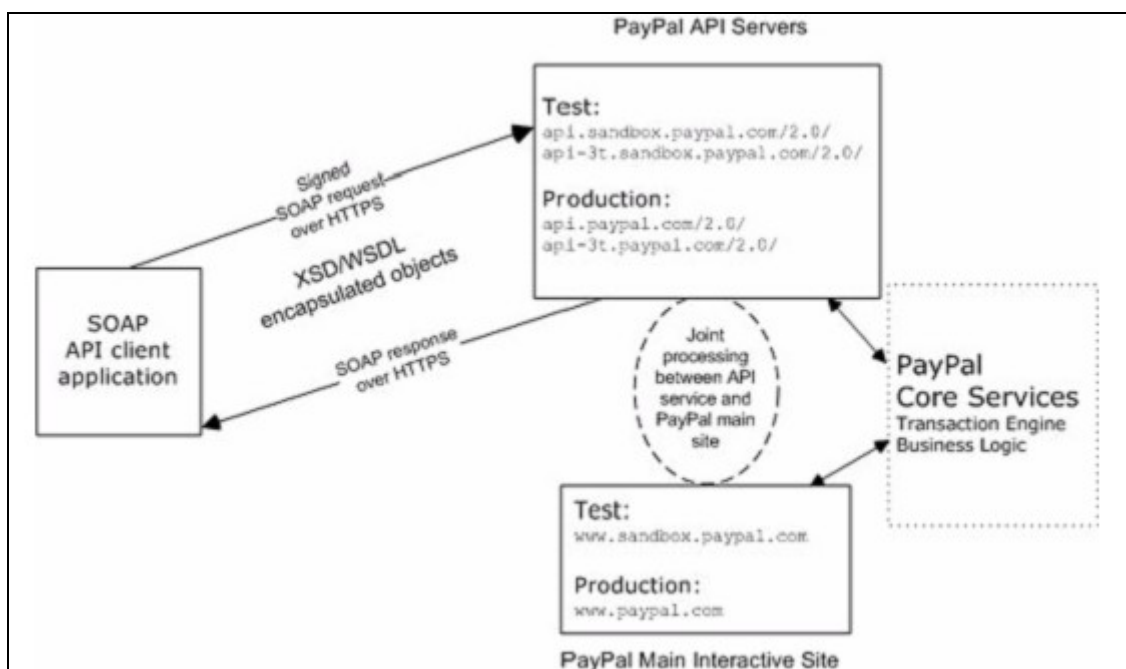 PayPal API Servers
Test:
api.sandbox.paypal.com/2.0/
api-3t.sandbox.paypal.com/2.0/
Production:
api.paypal.com/2.0/
api-3t.paypal.com/2.0/
Signed
SOAP request
over HTTPS
XSD/WSDL
encapsulated objects
SOAP
API client
application
SOAP response
over HTTPS
Joint
processing
between API
service and
PayPal main
site
PayPal
Core Services
Transaction Engine
Business Logic
Test:
www.sandbox.paypal.com
Production:
www.paypal.com
PayPal Main Interactive Site